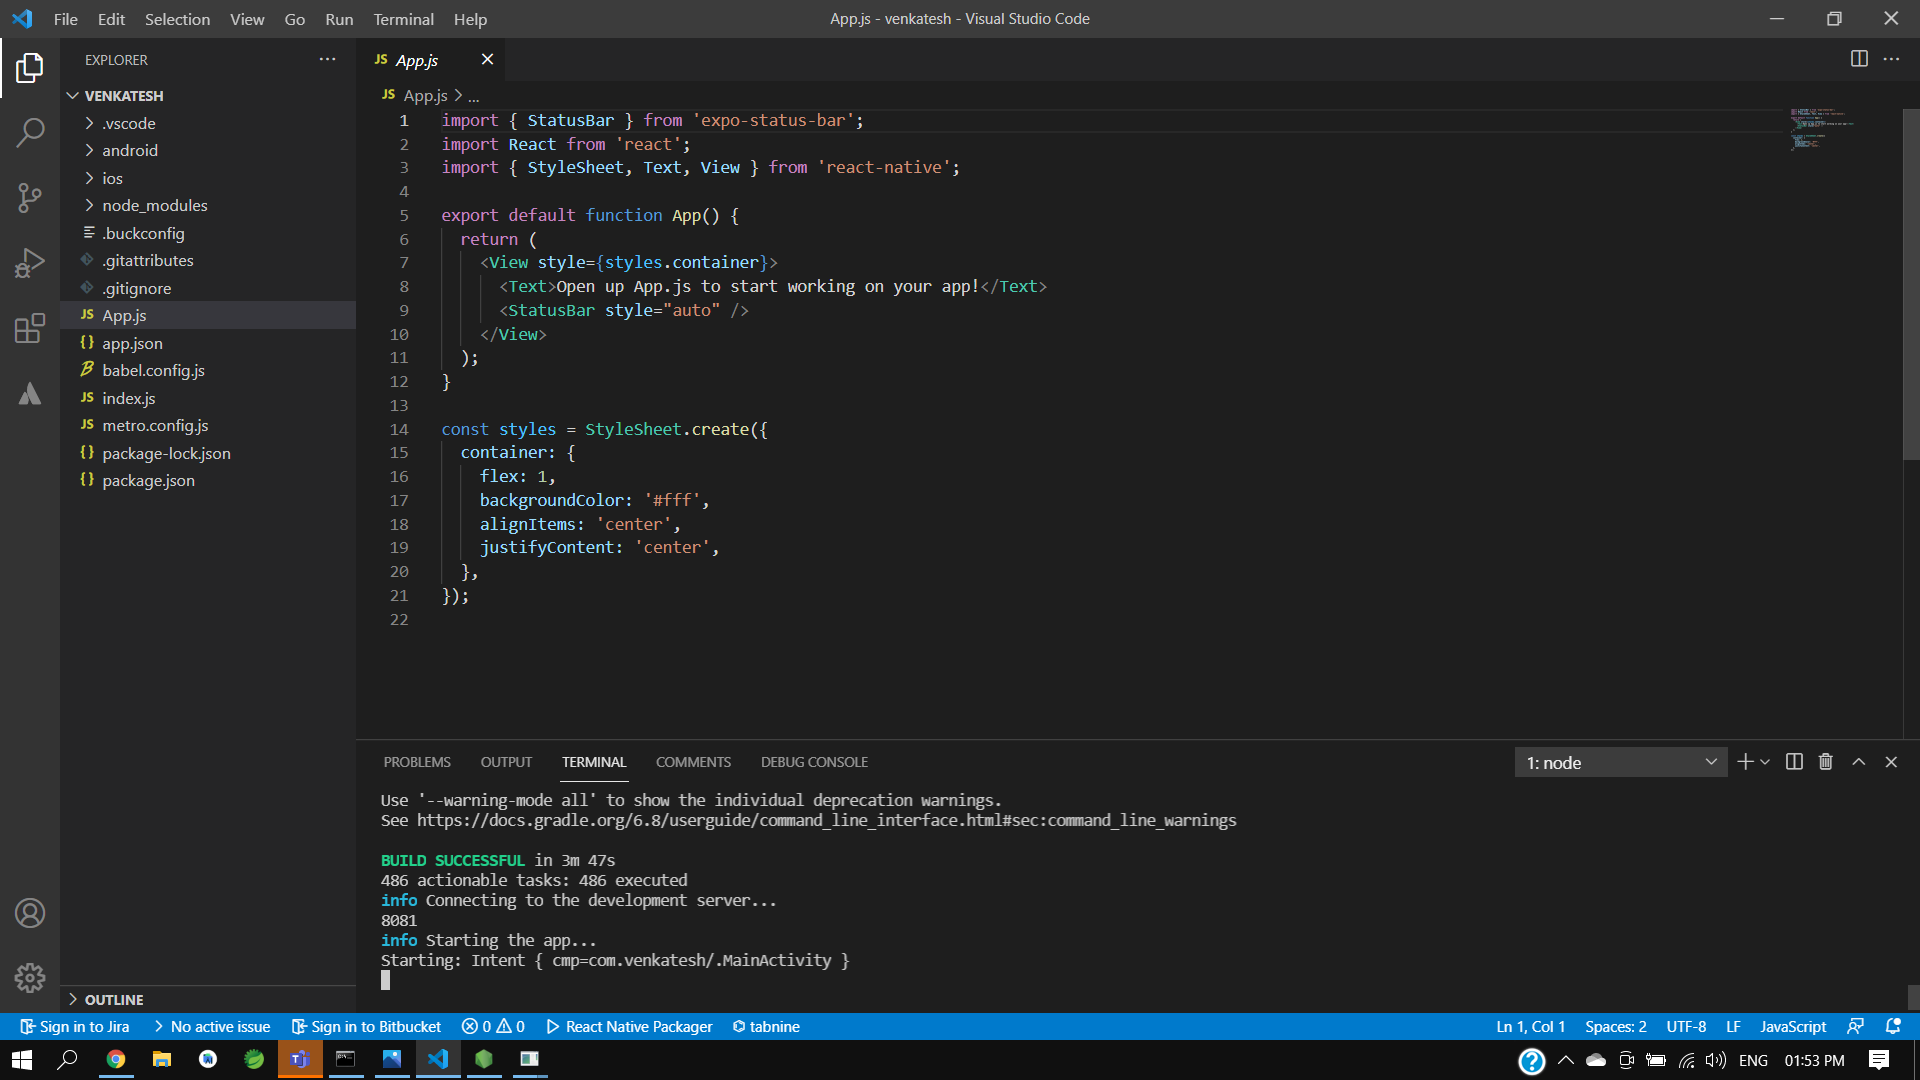 File Edit Selection View Go Run Terminal Help
App.js - venkatesh - Visual Studio Code
EXPLORER
VENKATESH
.vscode
android
ios
node_modules
.buckconfig
.gitattributes
.gitignore
JS App.js
{} app.json
babel.config.js
JS index.js
JS metro.config.js
{} package-lock.json
{} package.json
OUTLINE
JS App.js
JS App.js > ...
1 import { StatusBar } from 'expo-status-bar';
2 import React from 'react';
3 import { StyleSheet, Text, View } from 'react-native';
4
5 export default function App() {
6 return (
7 <View style={styles.container}>
8 <Text>Open up App.js to start working on your app!</Text>
9 <StatusBar style="auto" />
10 </View>
11 );
12 }
13
14 const styles = StyleSheet.create({
15 container: {
16 flex: 1,
17 backgroundColor: '#fff',
18 alignItems: 'center',
19 justifyContent: 'center',
20 },
21 });
22
PROBLEMS OUTPUT TERMINAL COMMENTS DEBUG CONSOLE
1: node
Use '--warning-mode all' to show the individual deprecation warnings.
See https://docs.gradle.org/6.8/userguide/command_line_interface.html#sec:command_line_warnings
BUILD SUCCESSFUL in 3m 47s
486 actionable tasks: 486 executed
info Connecting to the development server...
8081
info Starting the app...
Starting: Intent { cmp=com.venkatesh/.MainActivity }
Sign in to Jira No active issue Sign in to Bitbucket 0 0 React Native Packager tabnine
Ln 1, Col 1 Spaces: 2 UTF-8 LF JavaScript
ENG 01:53 PM